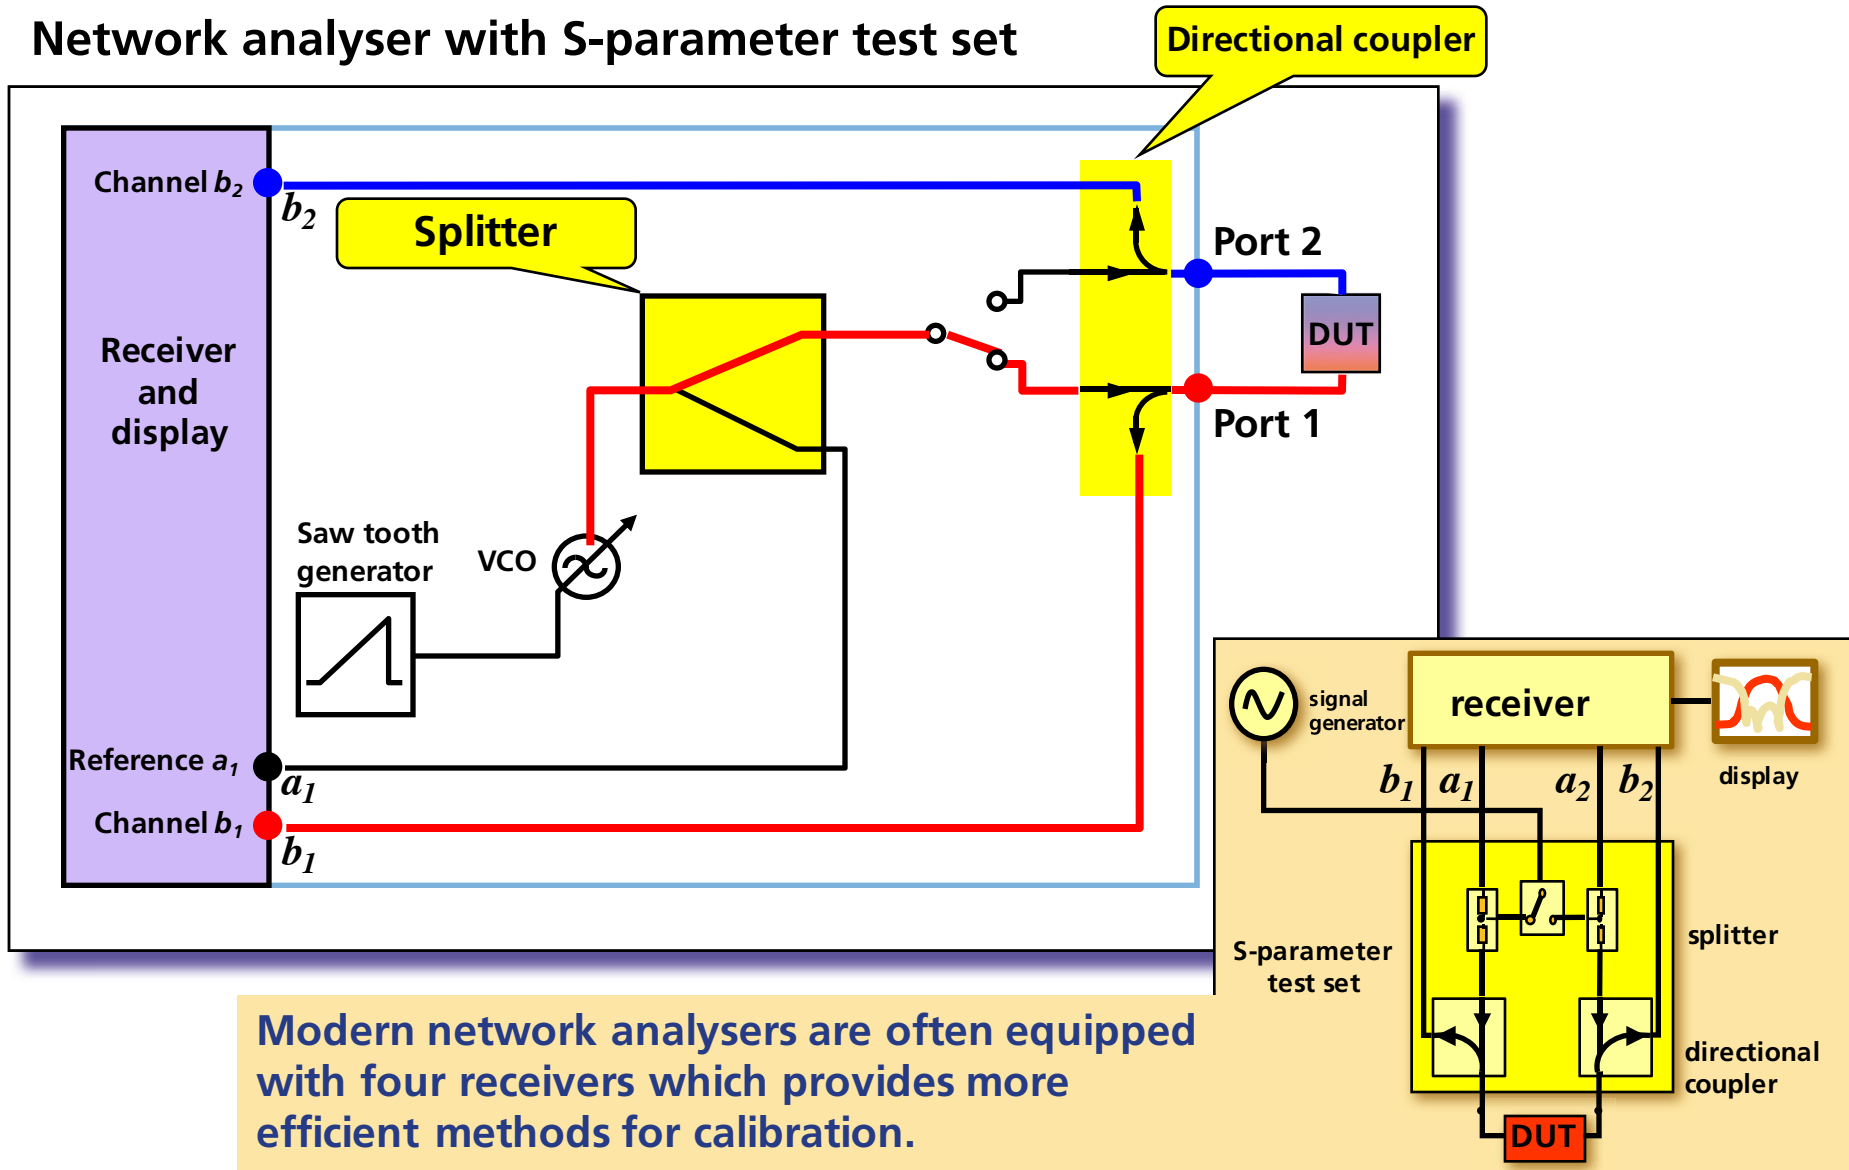 Network analyser with S-parameter test set
Directional coupler
Channel b2
b2
Splitter
Port 2
DUT
Receiver
and
display
Port 1
Saw tooth
generator
VCO
Reference a1
a1
Channel b1
b1
signal
generator
receiver
display
b1 a1 a2 b2
S-parameter
test set
splitter
directional
coupler
DUT
Modern network analysers are often equipped
with four receivers which provides more
efficient methods for calibration.